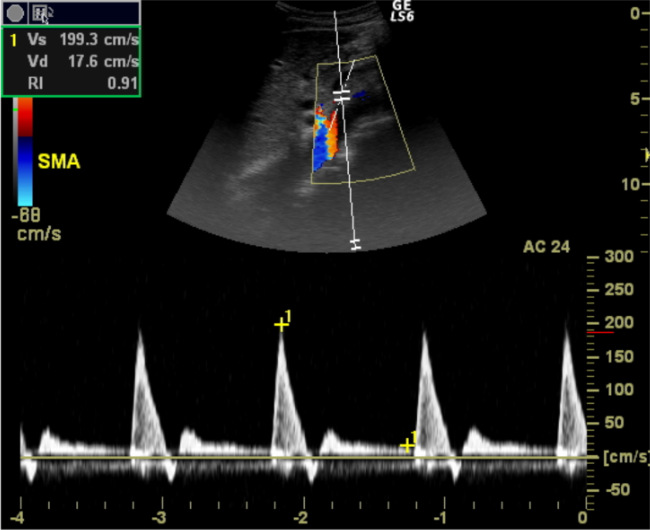 GE
LS6
1 Vs 199.3 cm/s
Vd 17.6 cm/s
RI 0.91
SMA
-88
cm/s
0
5
10
AC 24
300
200
150
100
50
[cm/s]
-50
1
1
-4 -3 -2 -1 0